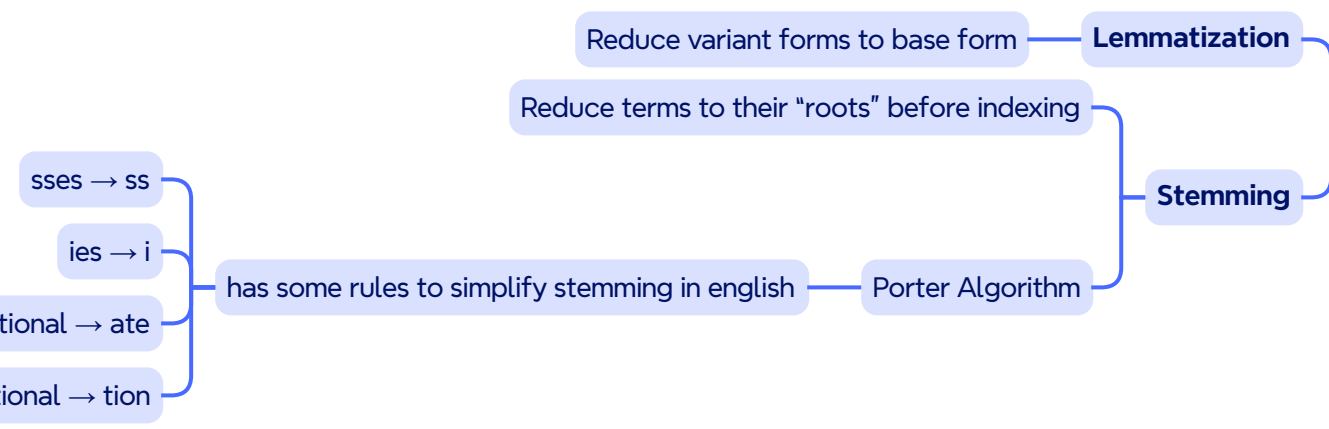 Reduce variant forms to base form
Lemmatization
Reduce terms to their “roots” before indexing
Stemming
sses → ss
ies → i
tional → ate
tional → tion
has some rules to simplify stemming in english
Porter Algorithm